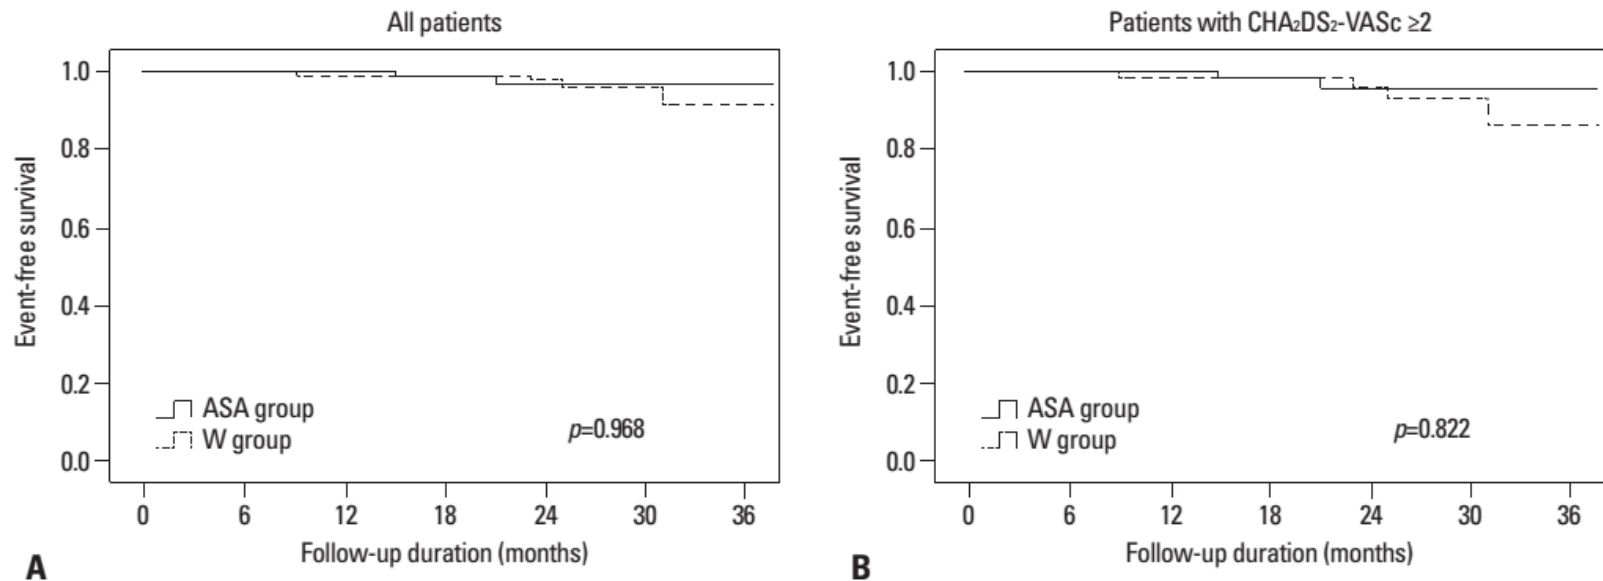 All patients
Event-free survival
1.0
0.8
0.6
0.4
0.2
0.0
ASA group
W group
p=0.968
0 6 12 18 24 30 36
Follow-up duration (months)
A
Patients with CHA₂DS₂-VASc ≥2
Event-free survival
1.0
0.8
0.6
0.4
0.2
0.0
ASA group
W group
p=0.822
0 6 12 18 24 30 36
Follow-up duration (months)
B